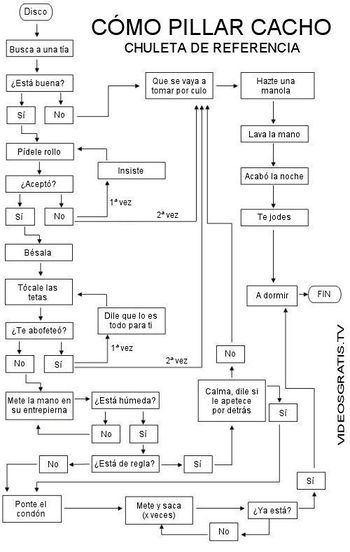 CÓMO PILLAR CACHO
CHULETA DE REFERENCIA
Disco
Busca a una tía
¿Está buena?
Sí
No
Que se vaya a
tomar por culo
Hazte una
manola
Lava la mano
Acabó la noche
Te jodes
A dormir
FIN
Pídele rollo
Insiste
¿Aceptó?
1ª vez
Sí
No
2ª vez
Bésala
Tócale las
tetas
Dile que lo es
todo para ti
¿Te abofeteó?
1ª vez
No
Sí
2ª vez
No
Mete la mano en
su entrepierna
¿Está húmeda?
Calma, dile si
le apetece
por detrás
Sí
No
Sí
No
¿Está de regla?
Sí
Sí
Ponte el
condón
Mete y saca
(x veces)
¿Ya está?
No
VIDEOSGRATIS.TV